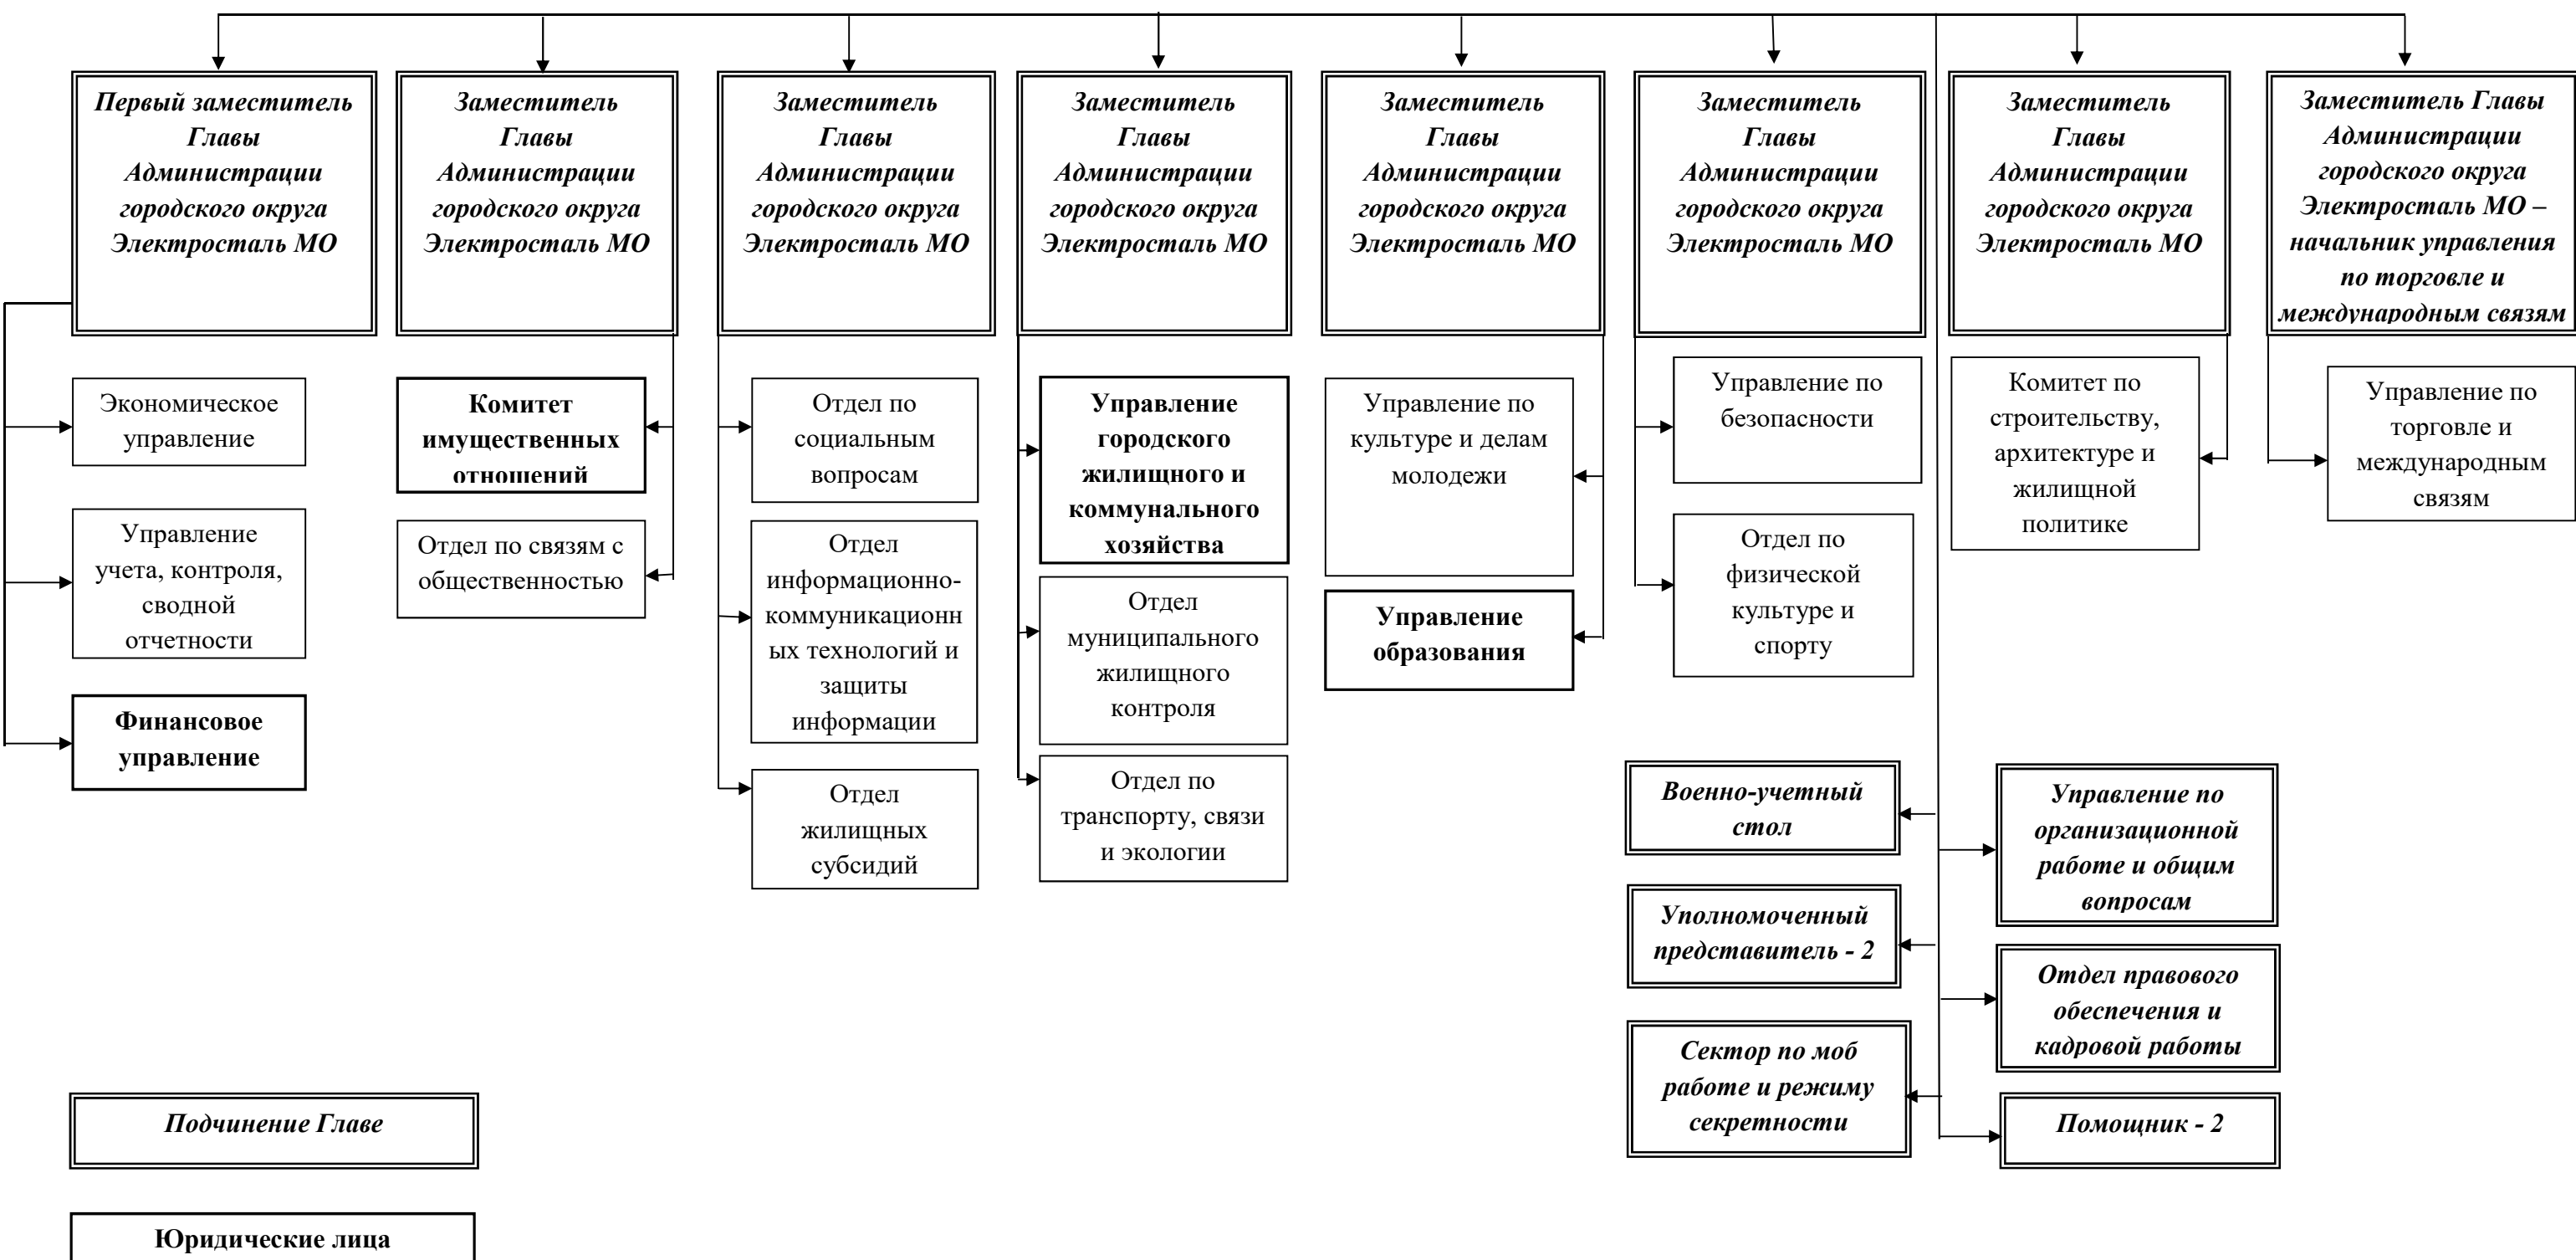 Первый заместитель
Главы
Администрации
городского округа
Электросталь МО
Заместитель
Главы
Администрации
городского округа
Электросталь МО
Заместитель
Главы
Администрации
городского округа
Электросталь МО
Заместитель
Главы
Администрации
городского округа
Электросталь МО
Заместитель
Главы
Администрации
городского округа
Электросталь МО
Заместитель
Главы
Администрации
городского округа
Электросталь МО
Заместитель
Главы
Администрации
городского округа
Электросталь МО
Заместитель Главы
Администрации
городского округа
Электросталь МО –
начальник управления
по торговле и
международным связям
Экономическое
управление
Управление
учета, контроля,
сводной
отчетности
Финансовое
управление
Комитет
имущественных
отношений
Отдел по связям с
общественностью
Отдел по
социальным
вопросам
Отдел
информационно-
коммуникационн
ых технологий и
защиты
информации
Отдел
жилищных
субсидий
Управление
городского
жилищного и
коммунального
хозяйства
Отдел
муниципального
жилищного
контроля
Отдел по
транспорту, связи
и экологии
Управление по
культуре и делам
молодежи
Управление
образования
Управление по
безопасности
Отдел по
физической
культуре и
спорту
Комитет по
строительству,
архитектуре и
жилищной
политике
Управление по
торговле и
международным
связям
Военно-учетный
стол
Уполномоченный
представитель - 2
Сектор по моб
работе и режиму
секретности
Управление по
организационной
работе и общим
вопросам
Отдел правового
обеспечения и
кадровой работы
Помощник - 2
Подчинение Главе
Юридические лица